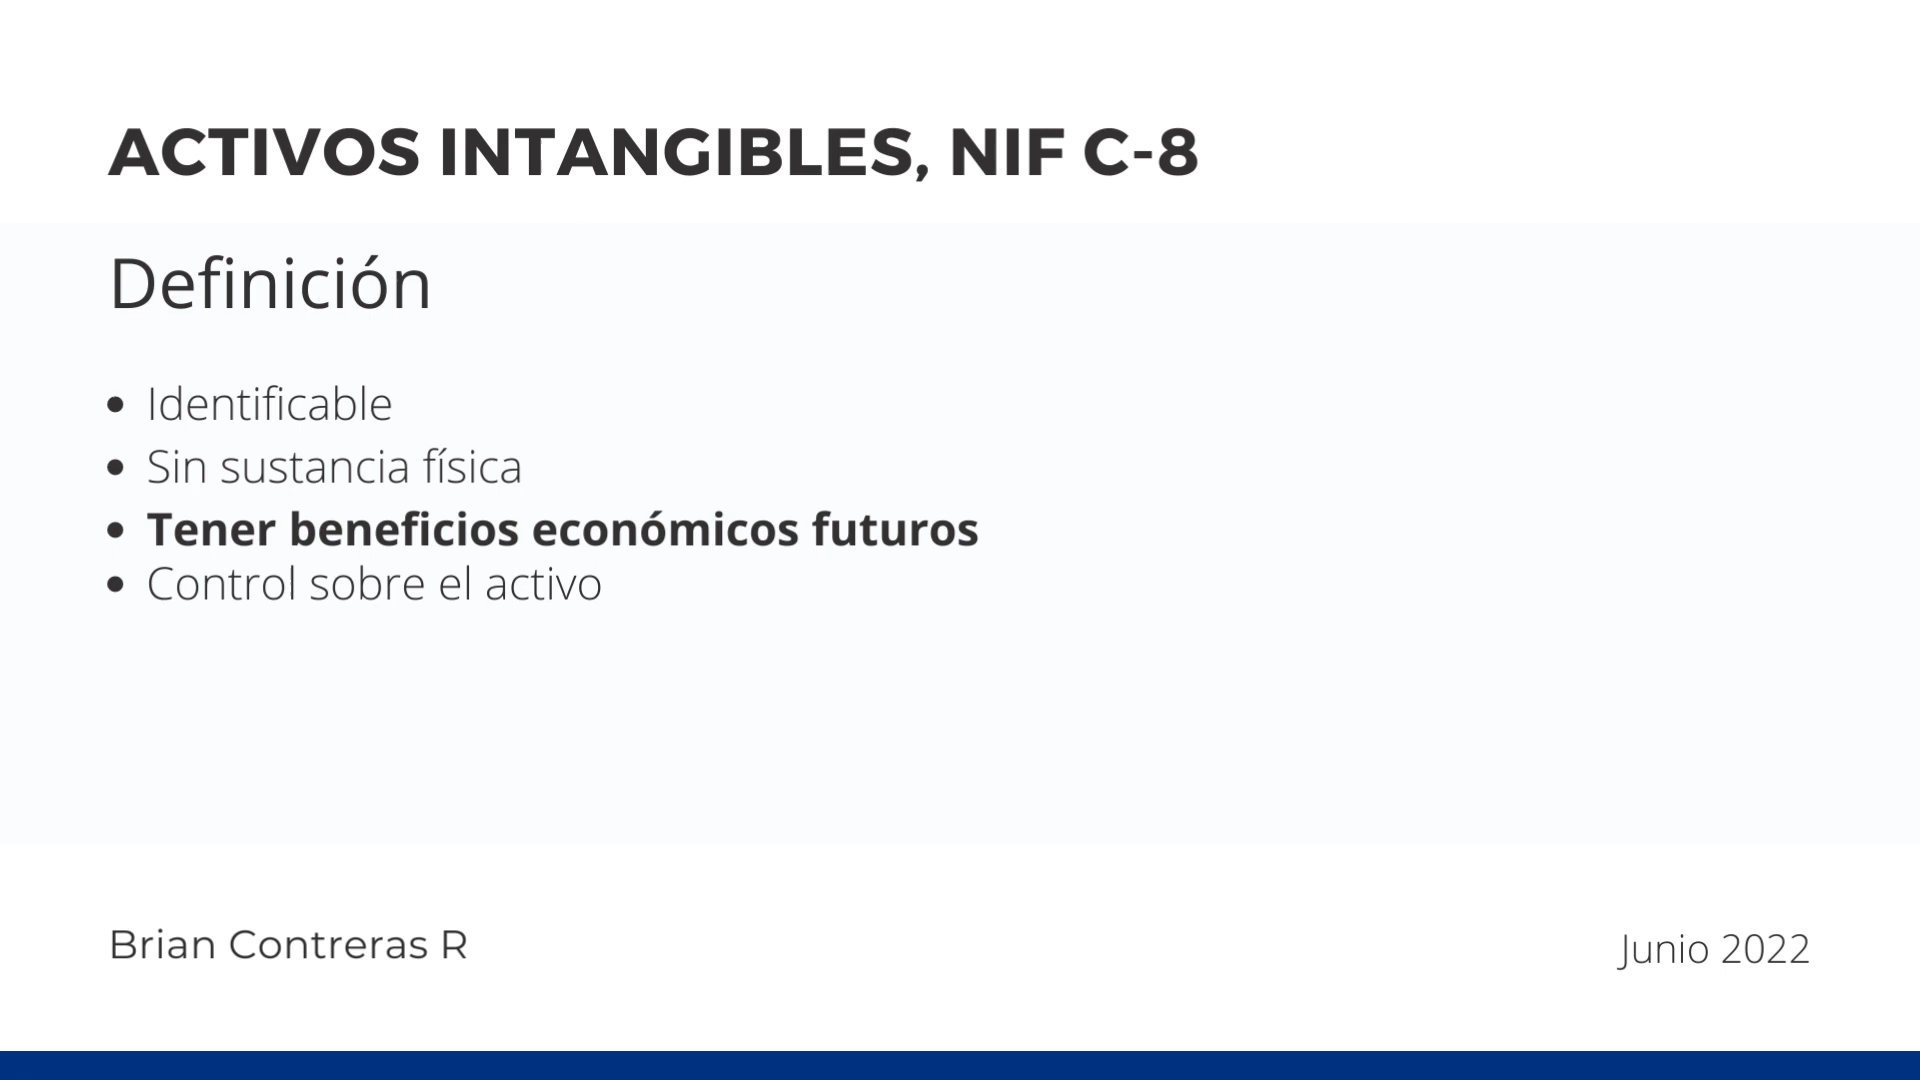 ACTIVOS INTANGIBLES, NIF C-8
Definición
• Identificable
• Sin sustancia física
• Tener beneficios económicos futuros
• Control sobre el activo
Brian Contreras R
Junio 2022